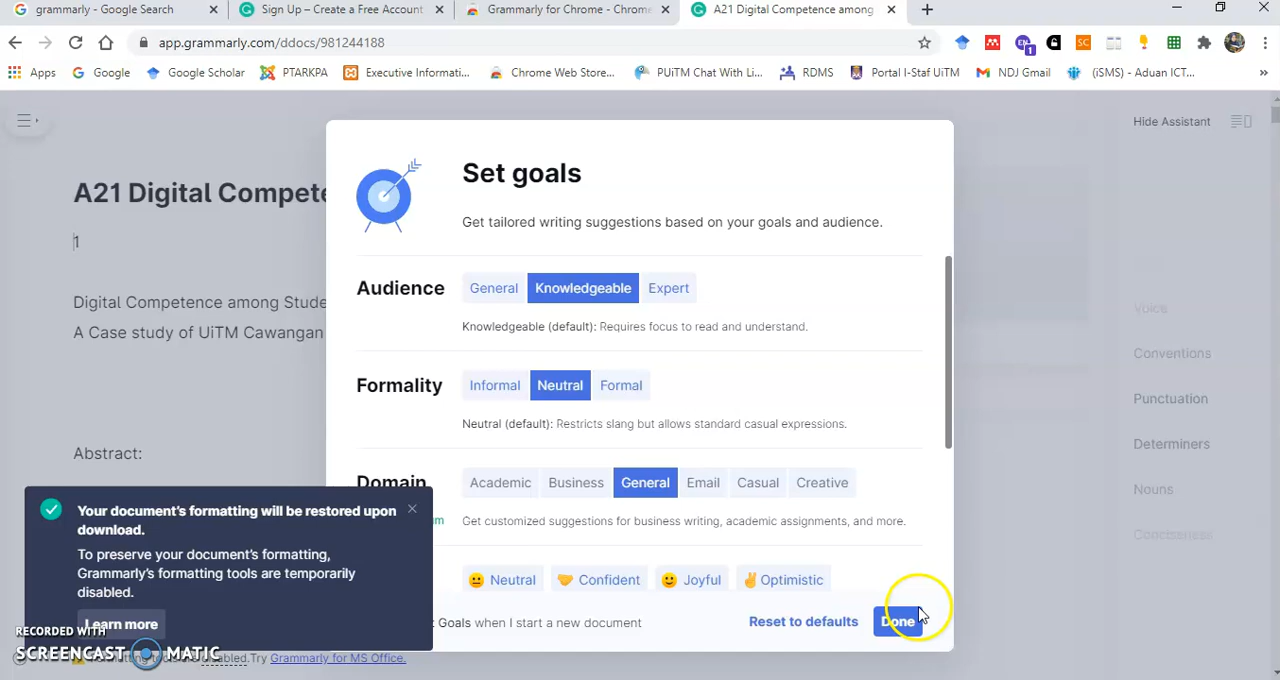 grammarly - Google Search
Sign Up – Create a Free Account
Grammarly for Chrome - Chrome
A21 Digital Competence among
app.grammarly.com/ddocs/981244188
Apps
Google
Google Scholar
PTARKPA
Executive Informati...
Chrome Web Store...
PUiTM Chat With Li...
RDMS
Portal I-Staf UiTM
NDJ Gmail
(iSMS) - Aduan ICT...
Hide Assistant
A21 Digital Compete
1
Digital Competence among Stude
A Case study of UiTM Cawangan
Abstract:
Set goals
Get tailored writing suggestions based on your goals and audience.
Audience
General Knowledgeable Expert
Knowledgeable (default): Requires focus to read and understand.
Formality
Informal Neutral Formal
Neutral (default): Restricts slang but allows standard casual expressions.
Domain
Academic Business General Email Casual Creative
Get customized suggestions for business writing, academic assignments, and more.
Neutral Confident Joyful Optimistic
Goals when I start a new document
Reset to defaults
Done
Voice
Conventions
Punctuation
Determiners
Nouns
Conciseness
Your document's formatting will be restored upon
download.
To preserve your document's formatting,
Grammarly's formatting tools are temporarily
disabled.
Learn more
RECORDED WITH
SCREENCAST MATIC
disabled. Try Grammarly for MS Office.